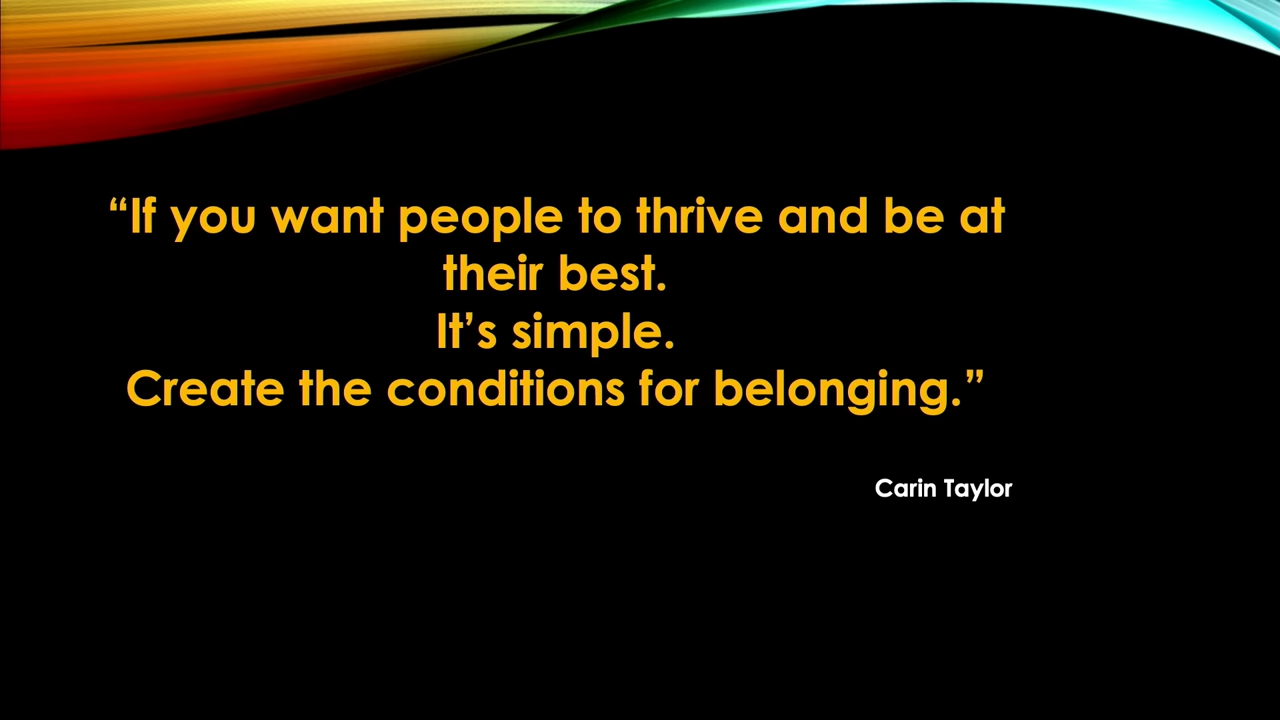 “If you want people to thrive and be at
their best.
It’s simple.
Create the conditions for belonging.”
Carin Taylor